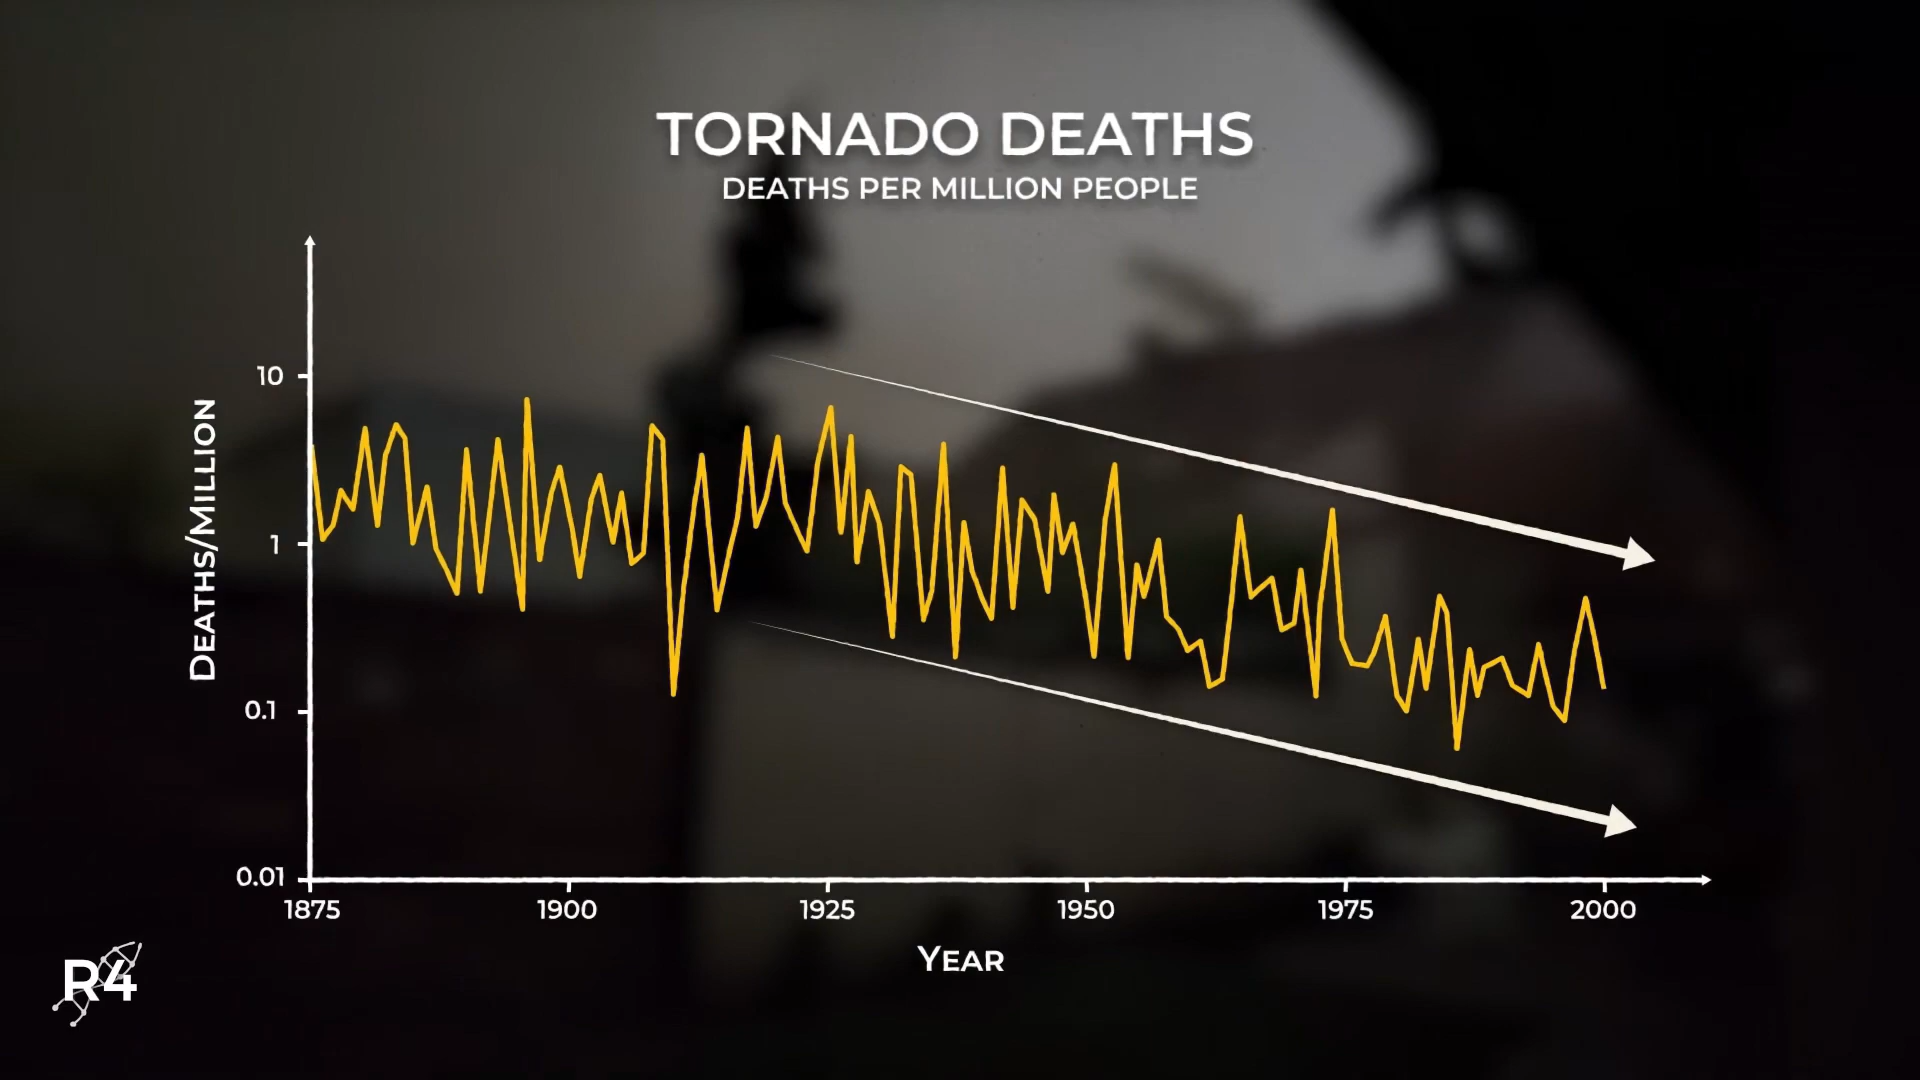 TORNADO DEATHS
DEATHS PER MILLION PEOPLE
DEATHS/MILLION
10
1
0.1
0.01
1875 1900 1925 1950 1975 2000
YEAR
R4